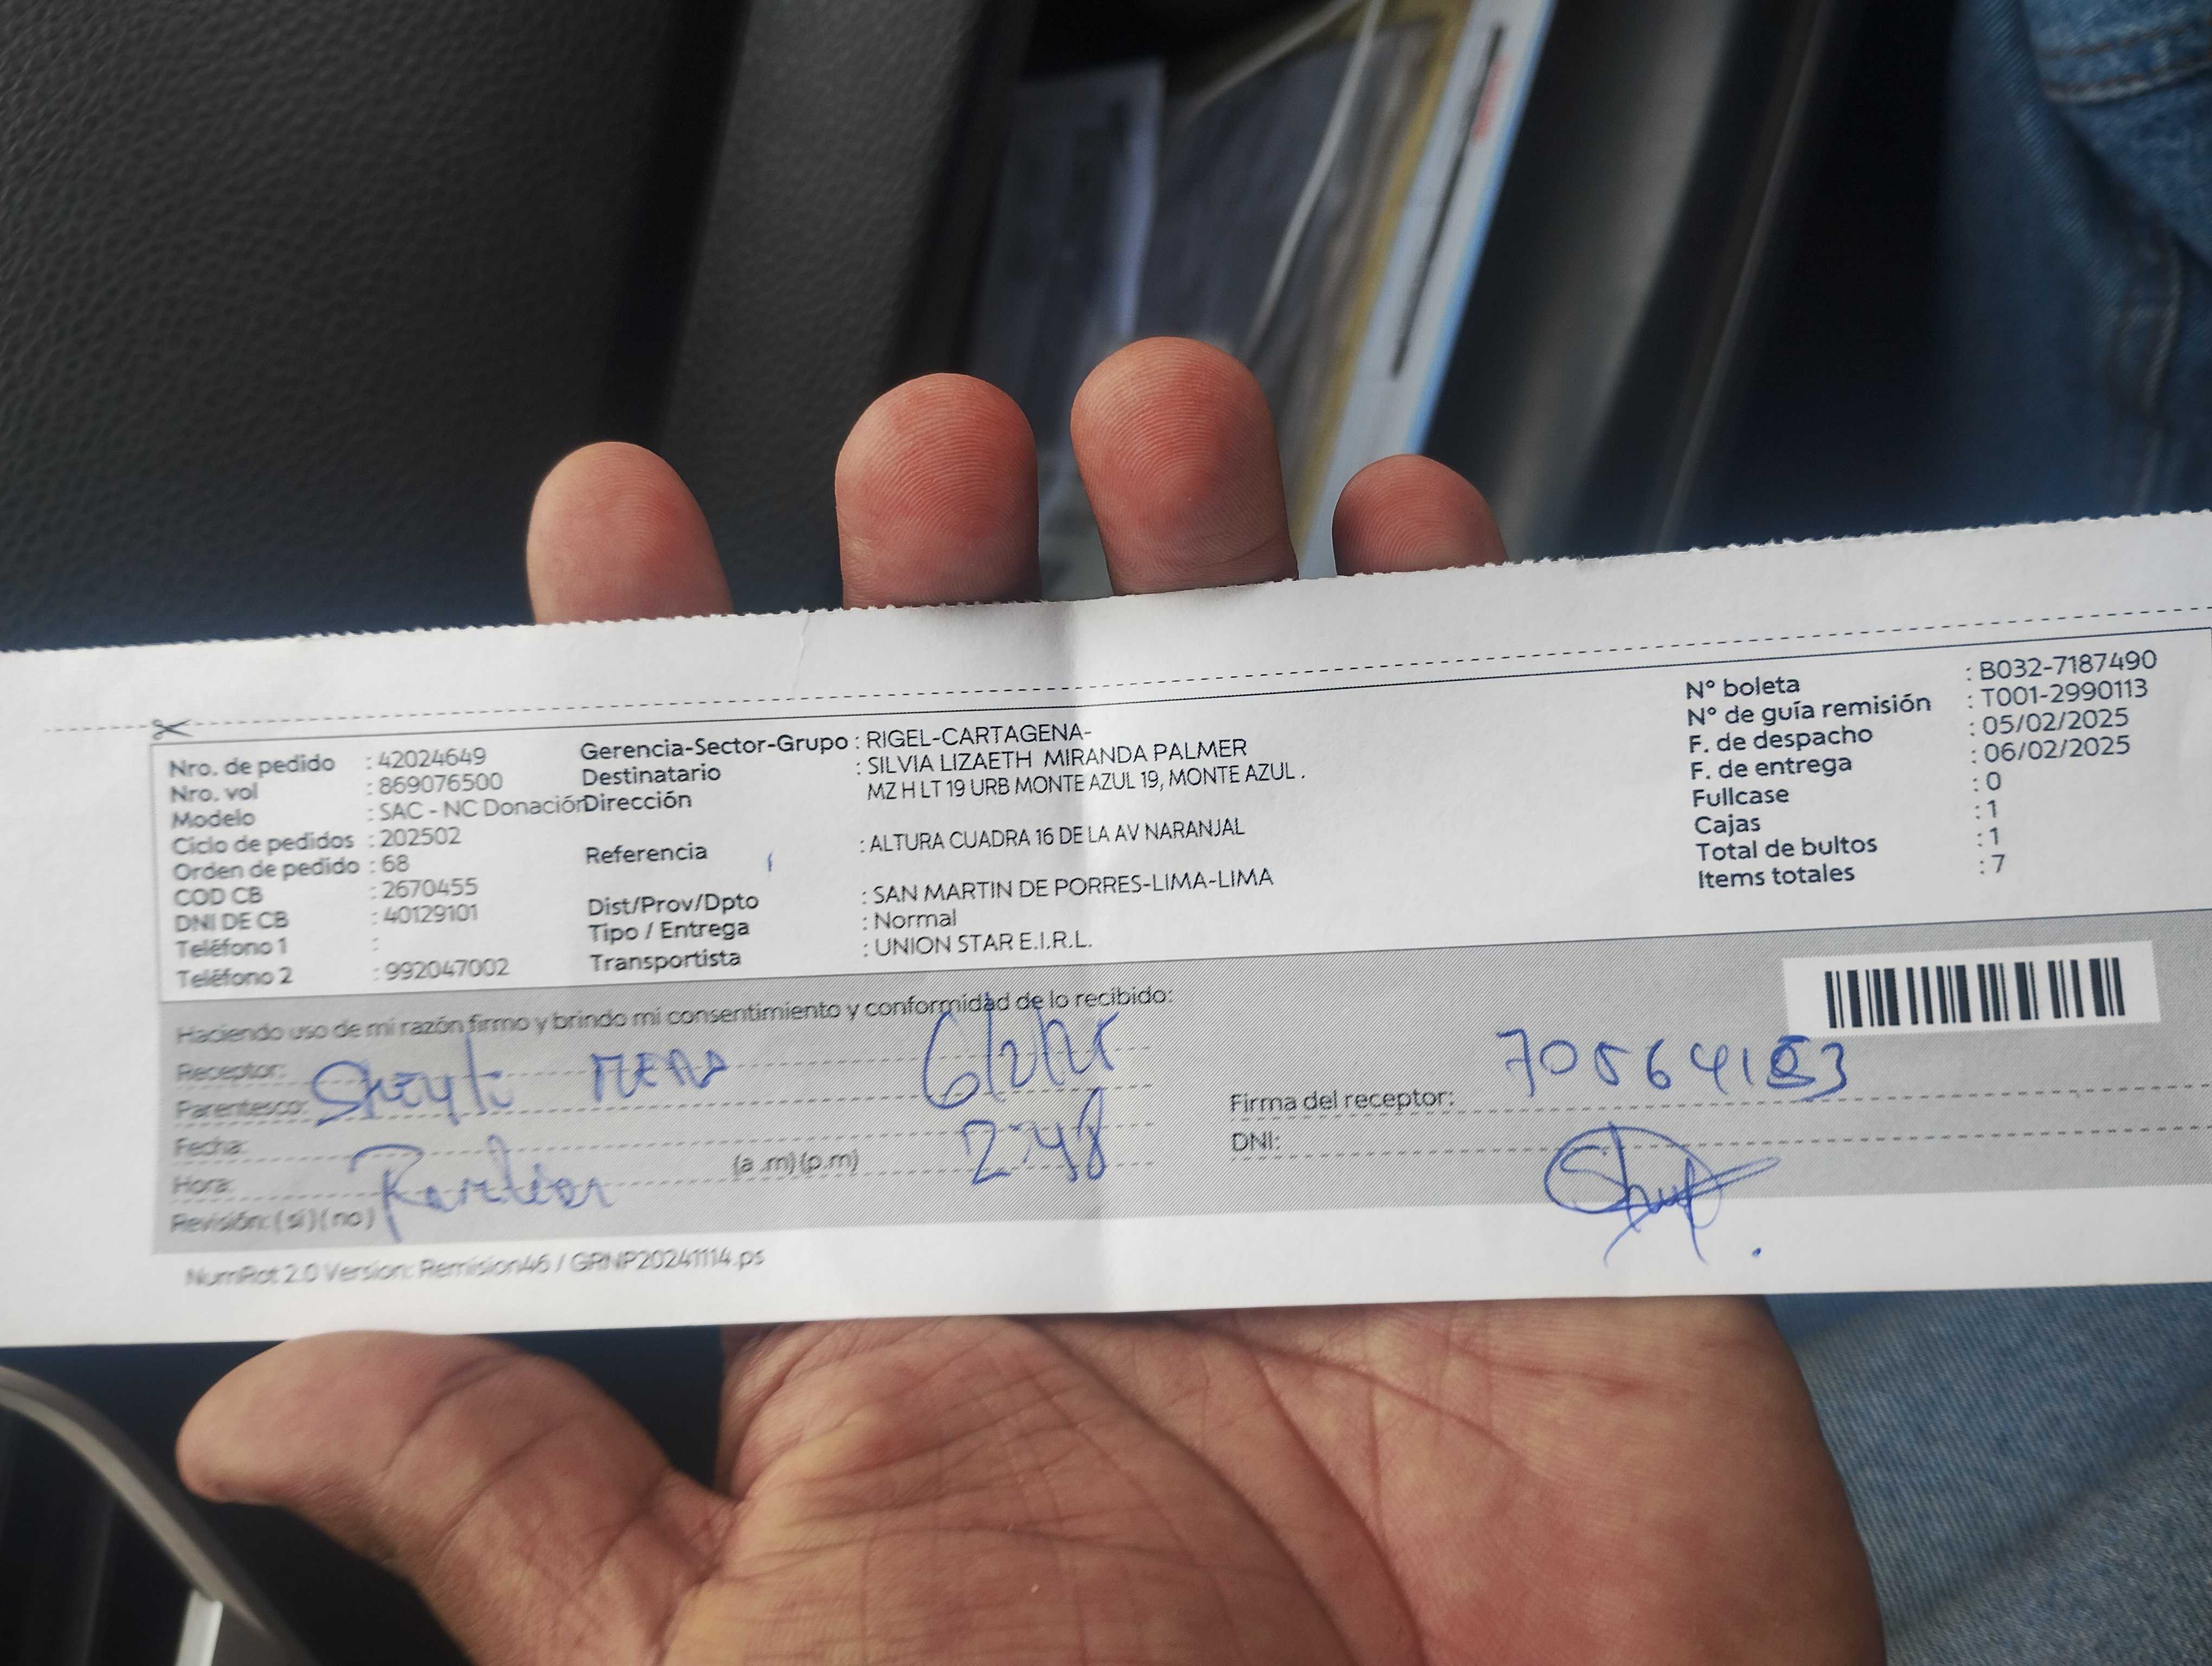 Nro. de pedido : 42024649
Nro. vol : 869076500
Modelo : SAC - NC Donación
Ciclo de pedidos : 202502
Orden de pedido : 68
COD CB : 2670455
DNI DE CB : 40129101
Teléfono 1 :
Teléfono 2 : 992047002
Gerencia-Sector-Grupo : RIGEL-CARTAGENA-
Destinatario : SILVIA LIZAETH MIRANDA PALMER
Dirección MZ H LT 19 URB MONTE AZUL 19, MONTE AZUL .
Referencia : ALTURA CUADRA 16 DE LA AV NARANJAL
Dist/Prov/Dpto : SAN MARTIN DE PORRES-LIMA-LIMA
Tipo / Entrega : Normal
Transportista : UNION STAR E.I.R.L.
N° boleta : B032-7187490
N° de guía remisión : T001-2990113
F. de despacho : 05/02/2025
F. de entrega : 06/02/2025
Fullcase : 0
Cajas : 1
Total de bultos : 1
Items totales : 7
Haciendo uso de mi razón firmo y brindo mi consentimiento y conformidad de lo recibido:
Receptor:
Parentesco:
Fecha:
Hora: (a .m) (p.m) 2:48
Revisión: ( si ) ( no )
Firma del receptor:
DNI:
NumRot 2.0 Version: Remision46 / GRNP20241114.ps